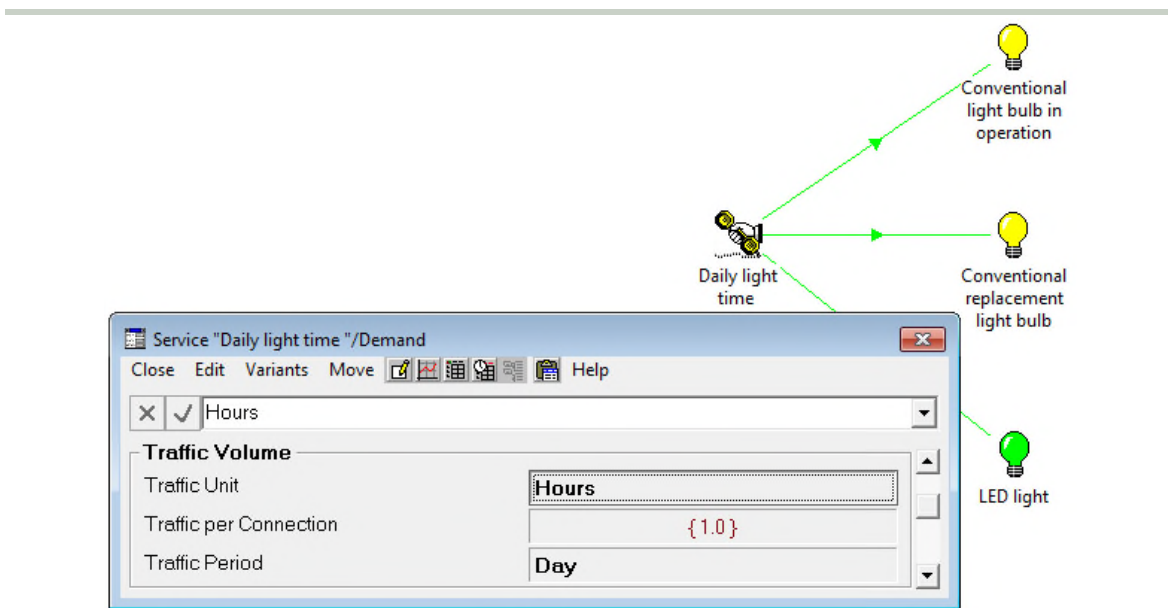 Conventional
light bulb in
operation
Daily light
time
Conventional
replacement
light bulb
Service "Daily light time "/Demand
Close Edit Variants Move Help
Hours
Traffic Volume
Traffic Unit Hours
Traffic per Connection {1.0}
Traffic Period Day
LED light